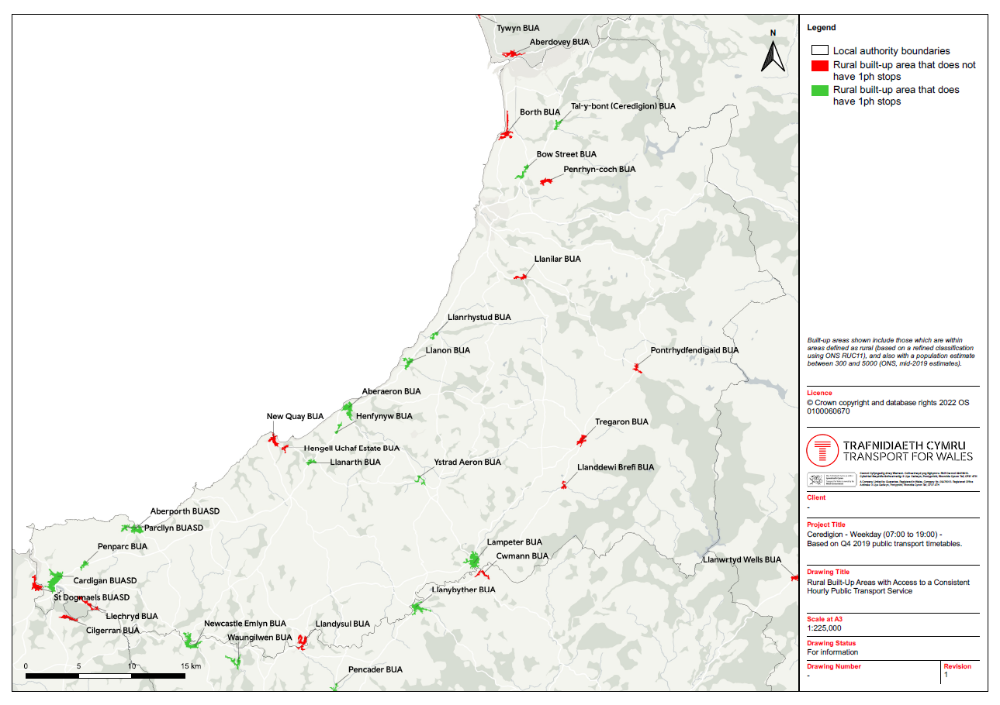 Tywyn BUA
Aberdovey BUA
N
Tal-y-bont (Ceredigion) BUA
Borth BUA
Bow Street BUA
Penrhyn-coch BUA
Llanilar BUA
Llanrhystud BUA
Llanon BUA
Pontrhydfendigaid BUA
Aberaeron BUA
New Quay BUA
Henfynyw BUA
Tregaron BUA
Hengell Uchaf Estate BUA
Llanarth BUA
Ystrad Aeron BUA
Llanddewi Brefi BUA
Aberporth BUASD
Parcllyn BUASD
Penparc BUA
Lampeter BUA
Cwmann BUA
Llanwrtyd Wells BUA
Cardigan BUASD
Llanybyther BUA
St Dogmaels BUASD
Llechryd BUA
Cilgerran BUA
Newcastle Emlyn BUA
Llandysul BUA
Waungilwen BUA
Pencader BUA
0 5 10 15 km
Legend
Local authority boundaries
Rural built-up area that does not
have 1ph stops
Rural built-up area that does
have 1ph stops
Built-up areas shown include those which are within
areas defined as rural (based on a refined classification
using ONS RUC11), and also with a population estimate
between 300 and 5000 (ONS, mid-2019 estimates).
Licence
© Crown copyright and database rights 2022 OS
0100060670
TRAFNIDIAETH CYMRU
TRANSPORT FOR WALES
Client
-
Project Title
Ceredigion - Weekday (07:00 to 19:00) -
Based on Q4 2019 public transport timetables.
Drawing Title
Rural Built-Up Areas with Access to a Consistent
Hourly Public Transport Service
Scale at A3
1:225,000
Drawing Status
For information
Drawing Number
-
Revision
1